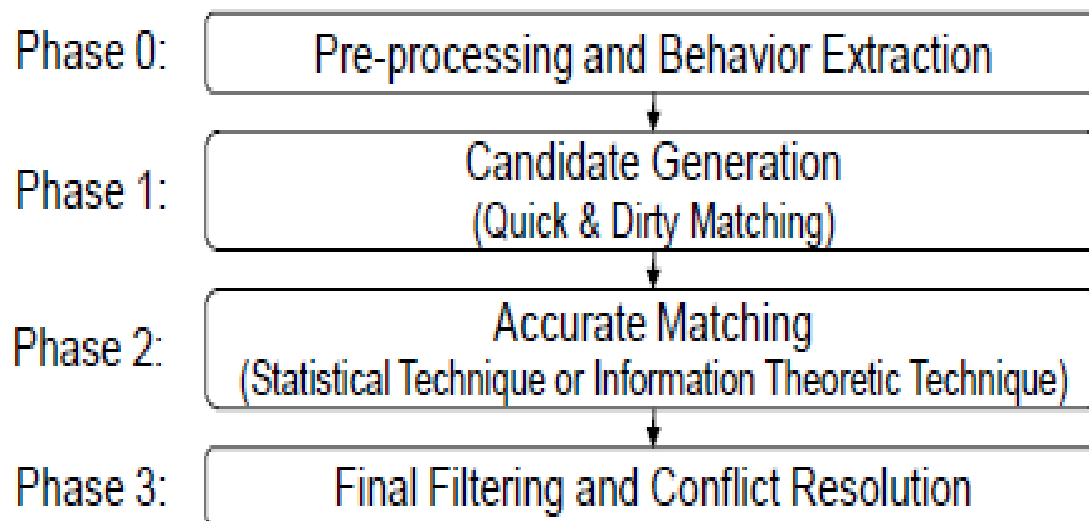 Phase 0:
Pre-processing and Behavior Extraction
Phase 1:
Candidate Generation
(Quick & Dirty Matching)
Phase 2:
Accurate Matching
(Statistical Technique or Information Theoretic Technique)
Phase 3:
Final Filtering and Conflict Resolution